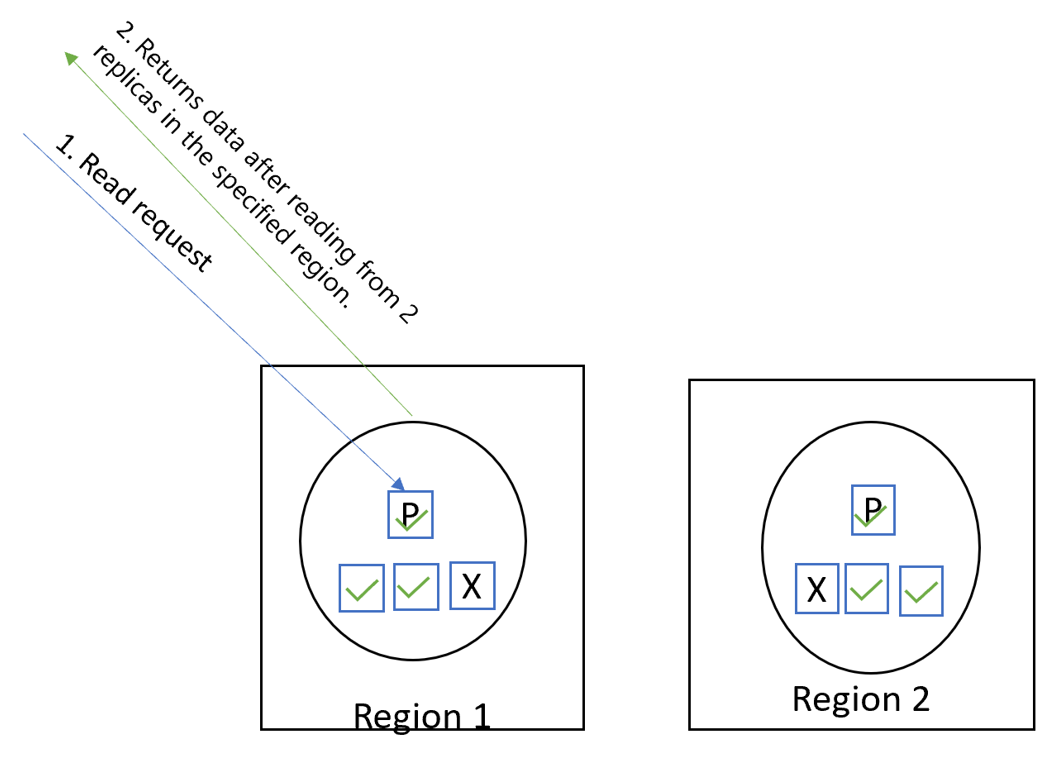 2. Returns data after reading from 2
replicas in the specified region.
1. Read request
P
X
Region 1
P
X
Region 2